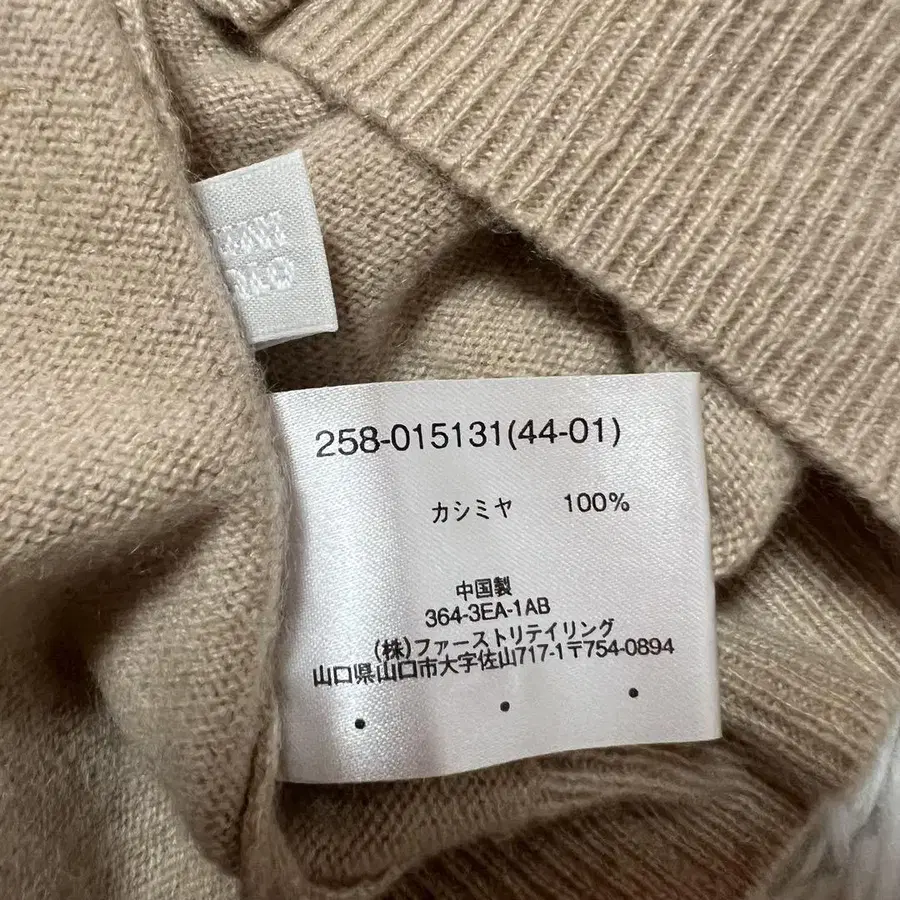 258-015131(44-01)
カシミヤ 100%
中国製
364-3EA-1AB
(株)ファーストリテイリング
山口県山口市大字佐山717-1〒754-0894